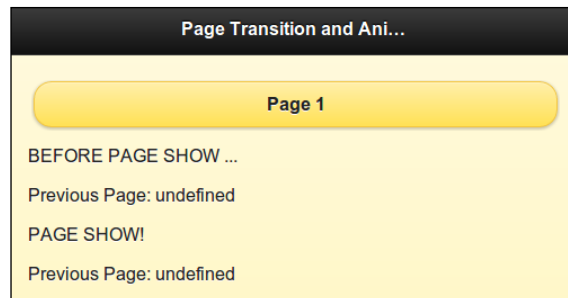 Page Transition and Ani...
Page 1
BEFORE PAGE SHOW ...
Previous Page: undefined
PAGE SHOW!
Previous Page: undefined